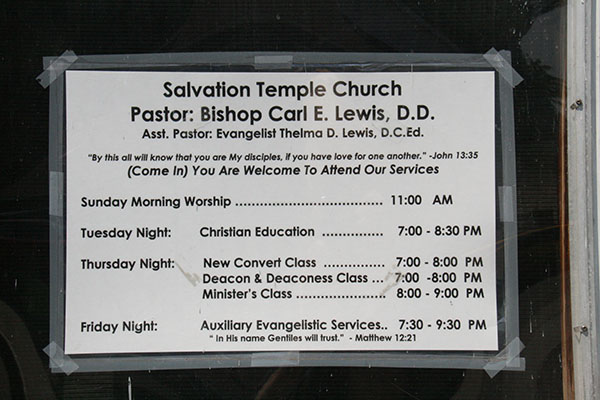 Salvation Temple Church
Pastor: Bishop Carl E. Lewis, D.D.
Asst. Pastor: Evangelist Thelma D. Lewis, D.C.Ed.
"By this all will know that you are My disciples, if you have love for one another." -John 13:35
(Come In) You Are Welcome To Attend Our Services
Sunday Morning Worship .................................... 11:00 AM
Tuesday Night: Christian Education ............... 7:00 - 8:30 PM
Thursday Night: New Convert Class ............... 7:00 - 8:00 PM
Deacon & Deaconess Class ... 7:00 -8:00 PM
Minister's Class ...................... 8:00 - 9:00 PM
Friday Night: Auxiliary Evangelistic Services.. 7:30 - 9:30 PM
" in His name Gentiles will trust." - Matthew 12:21